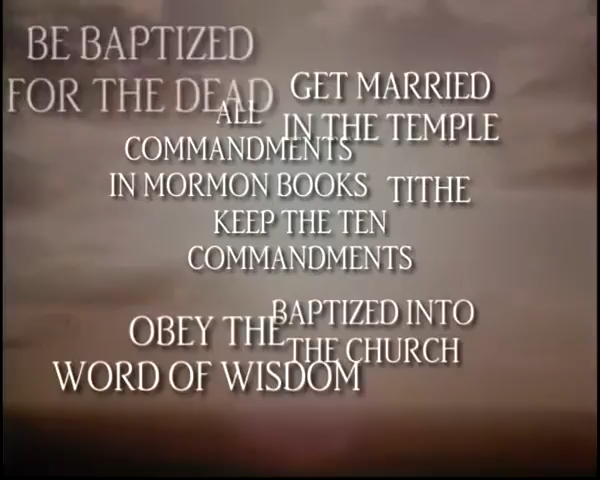 BE BAPTIZED
FOR THE DEAD
GET MARRIED
IN THE TEMPLE
ALL
COMMANDMENTS
IN MORMON BOOKS
TITHE
KEEP THE TEN
COMMANDMENTS
BAPTIZED INTO
THE CHURCH
OBEY THE
WORD OF WISDOM